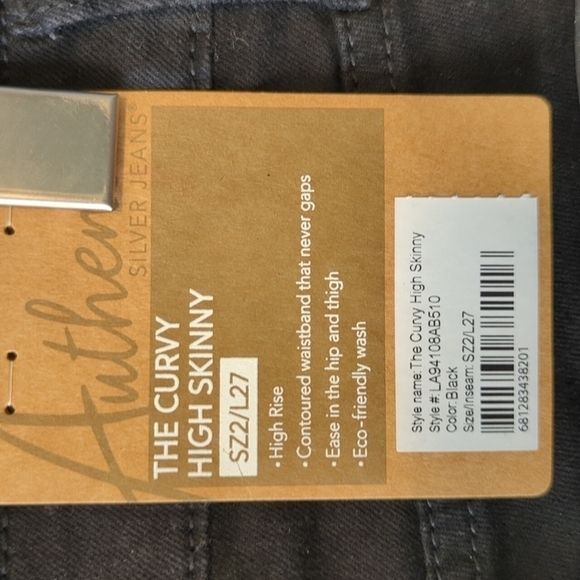 Authen
SILVER JEANS®
THE CURVY
HIGH SKINNY
SZ2/L27
• High Rise
• Contoured waistband that never gaps
• Ease in the hip and thigh
• Eco-friendly wash
Style name:The Curvy High Skinny
Style #:LA94108AB510
Color:Black
Size/Inseam:SZ2/L27
681283438201